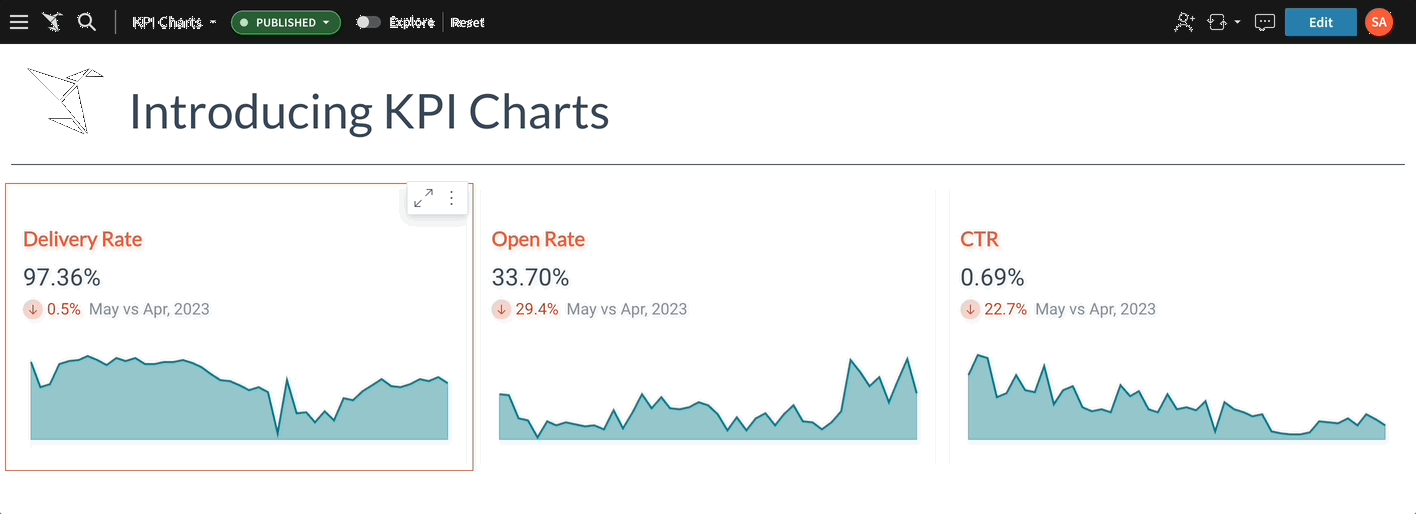 KPI Charts PUBLISHED Explore Reset Edit SA
Introducing KPI Charts
Delivery Rate
97.36%
0.5% May vs Apr, 2023
Open Rate
33.70%
29.4% May vs Apr, 2023
CTR
0.69%
22.7% May vs Apr, 2023